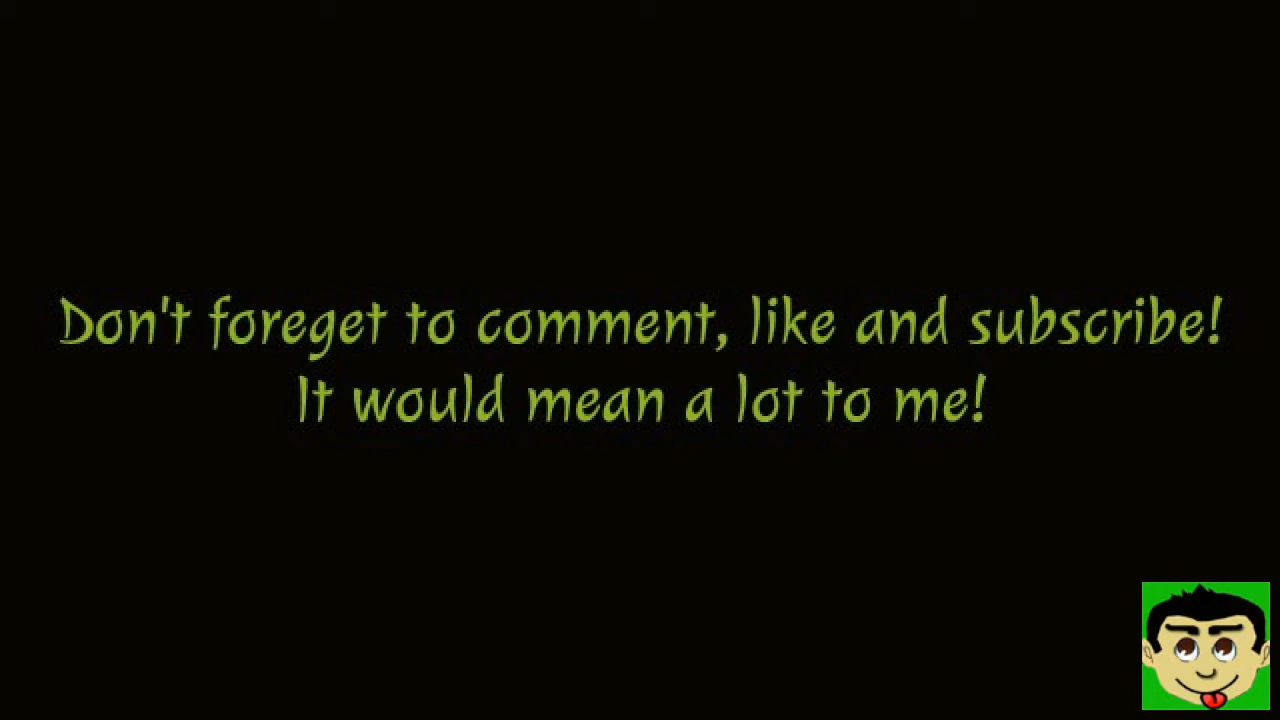 Don't foreget to comment, like and subscribe!
It would mean a lot to me!